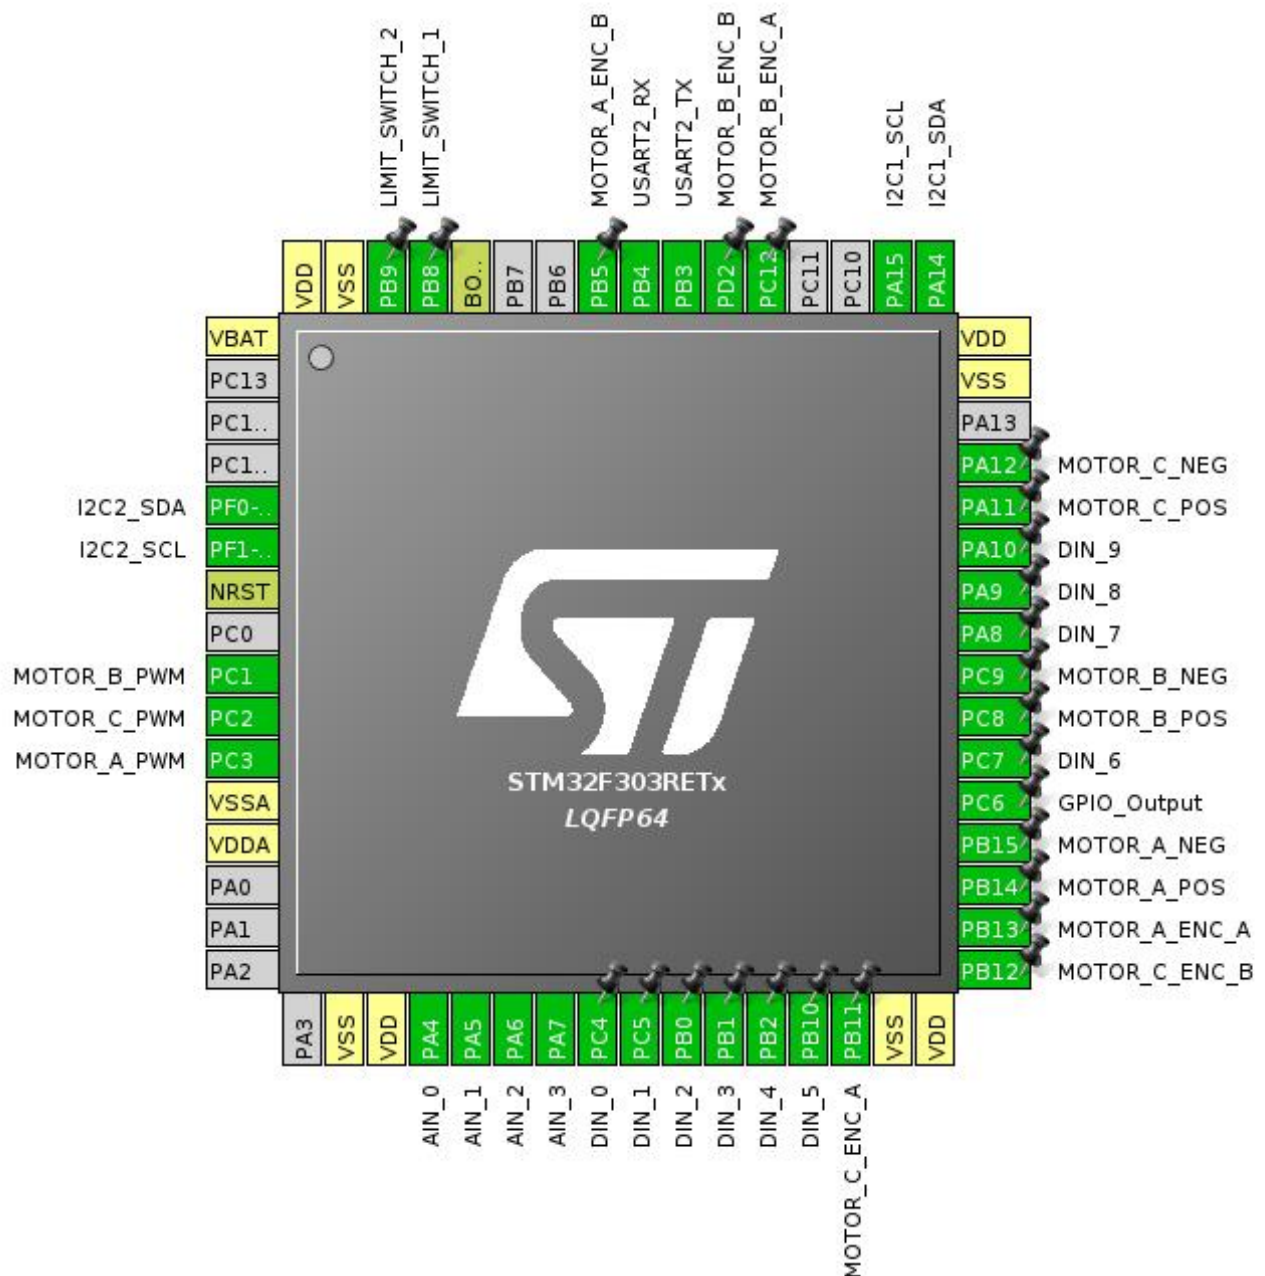 LIMIT_SWITCH_2
LIMIT_SWITCH_1
MOTOR_A_ENC_B
USART2_RX
USART2_TX
MOTOR_B_ENC_B
MOTOR_B_ENC_A
I2C1_SCL
I2C1_SDA
VDD
VSS
PB9
PB8
BO..
PB7
PB6
PB5
PB4
PB3
PD2
PC12
PC11
PC10
PA15
PA14
VBAT
PC13
PC1..
PC1..
I2C2_SDA PF0-..
I2C2_SCL PF1-..
NRST
PC0
MOTOR_B_PWM PC1
MOTOR_C_PWM PC2
MOTOR_A_PWM PC3
VSSA
VDDA
PA0
PA1
PA2
ST
STM32F303RETx
LQFP64
VDD
VSS
PA13
PA12 MOTOR_C_NEG
PA11 MOTOR_C_POS
PA10 DIN_9
PA9 DIN_8
PA8 DIN_7
PC9 MOTOR_B_NEG
PC8 MOTOR_B_POS
PC7 DIN_6
PC6 GPIO_Output
PB15 MOTOR_A_NEG
PB14 MOTOR_A_POS
PB13 MOTOR_A_ENC_A
PB12 MOTOR_C_ENC_B
PA3
VSS
VDD
PA4
PA5
PA6
PA7
PC4
PC5
PB0
PB1
PB2
PB10
PB11
VSS
VDD
AIN_0
AIN_1
AIN_2
AIN_3
DIN_0
DIN_1
DIN_2
DIN_3
DIN_4
DIN_5
MOTOR_C_ENC_A